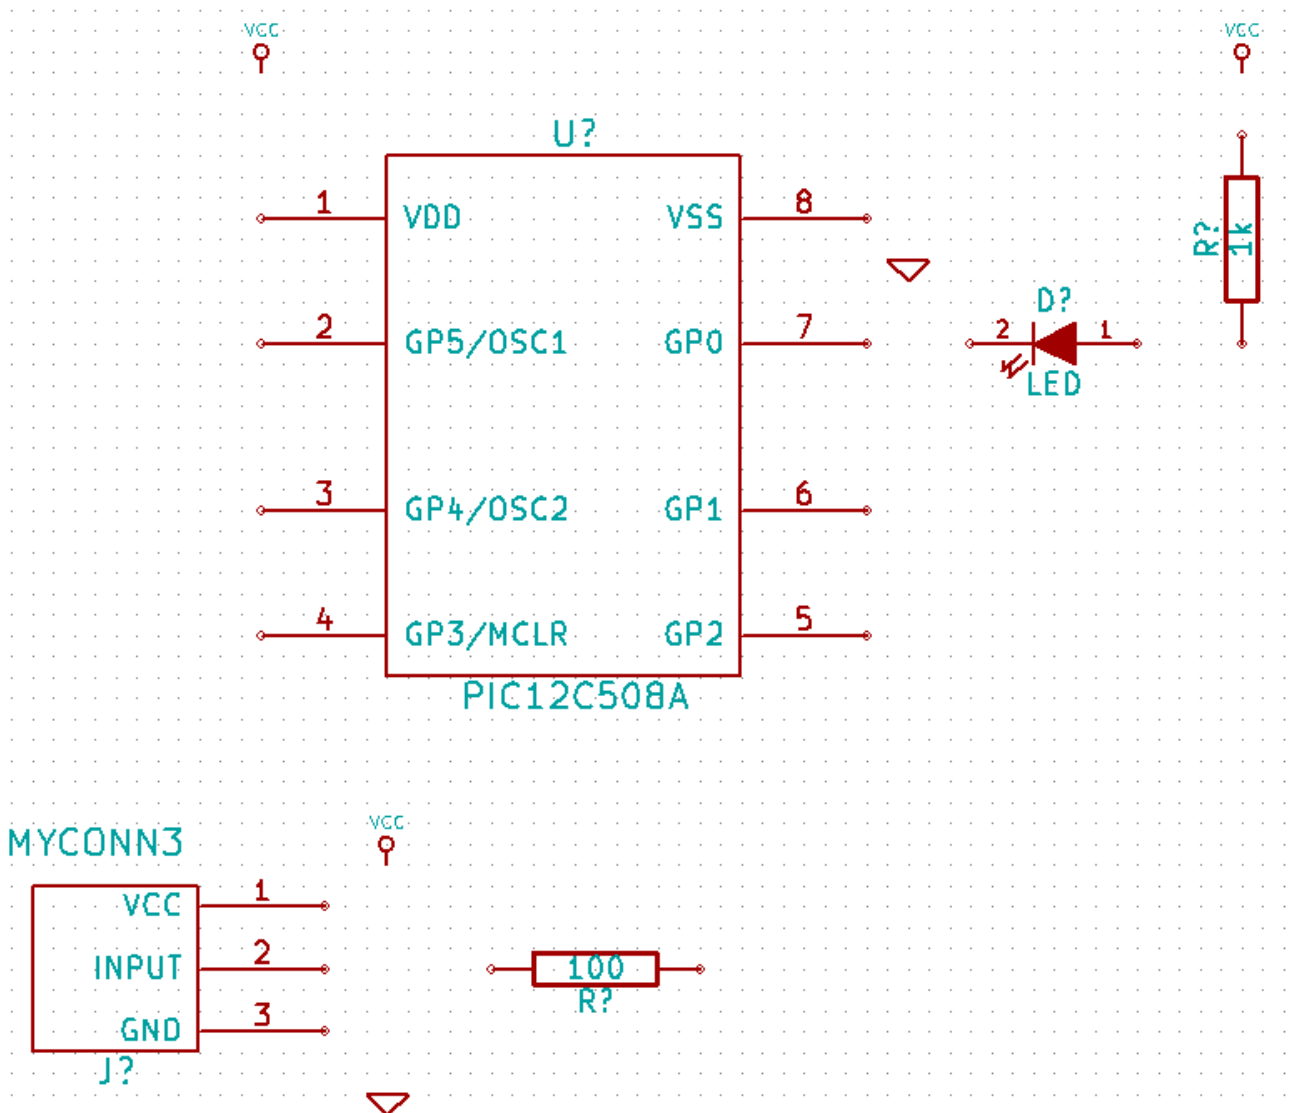 VCC
VCC
U?
1
VDD
VSS
8
R?
1k
D?
2
GP5/OSC1
GP0
7
2
1
LED
3
GP4/OSC2
GP1
6
4
GP3/MCLR
GP2
5
PIC12C508A
VCC
MYCONN3
VCC
1
INPUT
2
100
R?
GND
3
J?